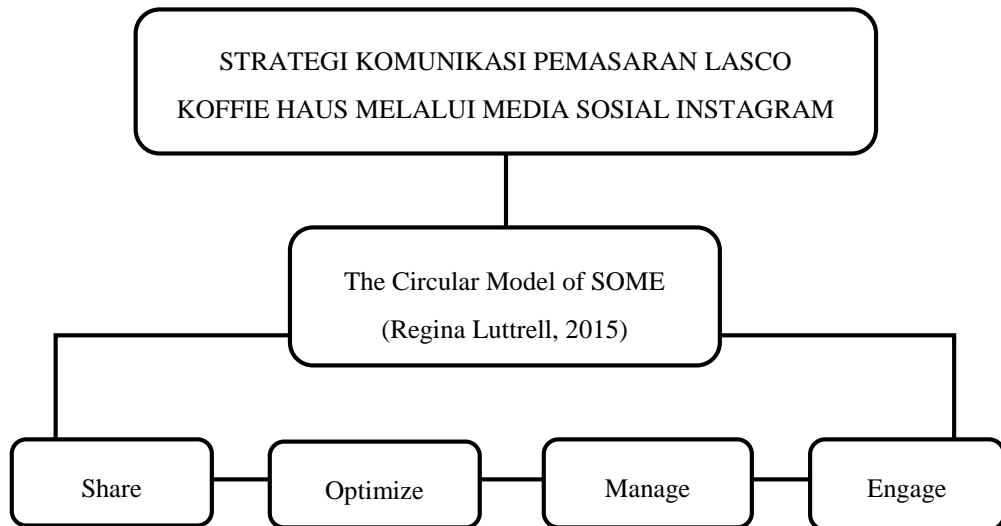 STRATEGI KOMUNIKASI PEMASARAN LASCO
KOFFIE HAUS MELALUI MEDIA SOSIAL INSTAGRAM
The Circular Model of SOME
(Regina Luttrell, 2015)
Share
Optimize
Manage
Engage